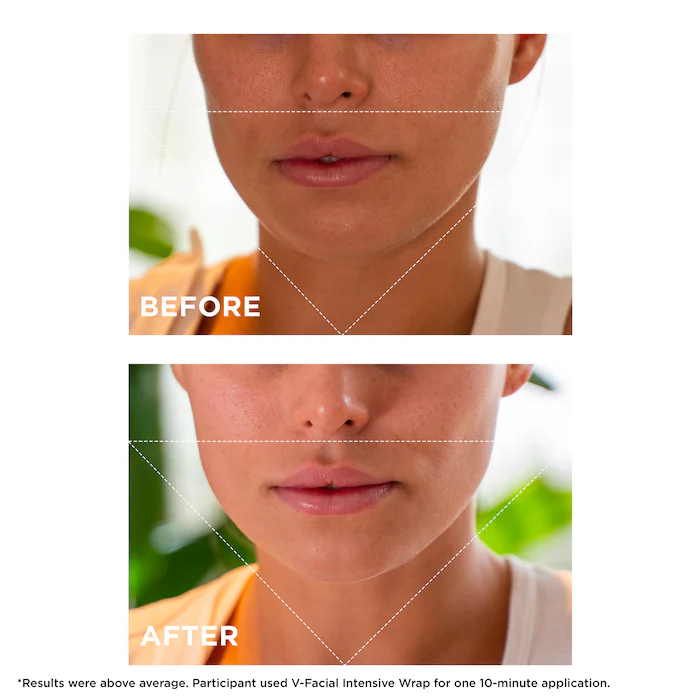 BEFORE
AFTER
*Results were above average. Participant used V-Facial Intensive Wrap for one 10-minute application.